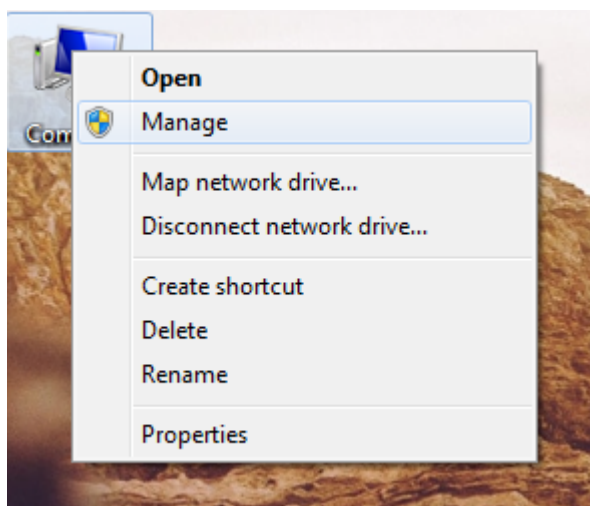 Com
Open
Manage
Map network drive...
Disconnect network drive...
Create shortcut
Delete
Rename
Properties